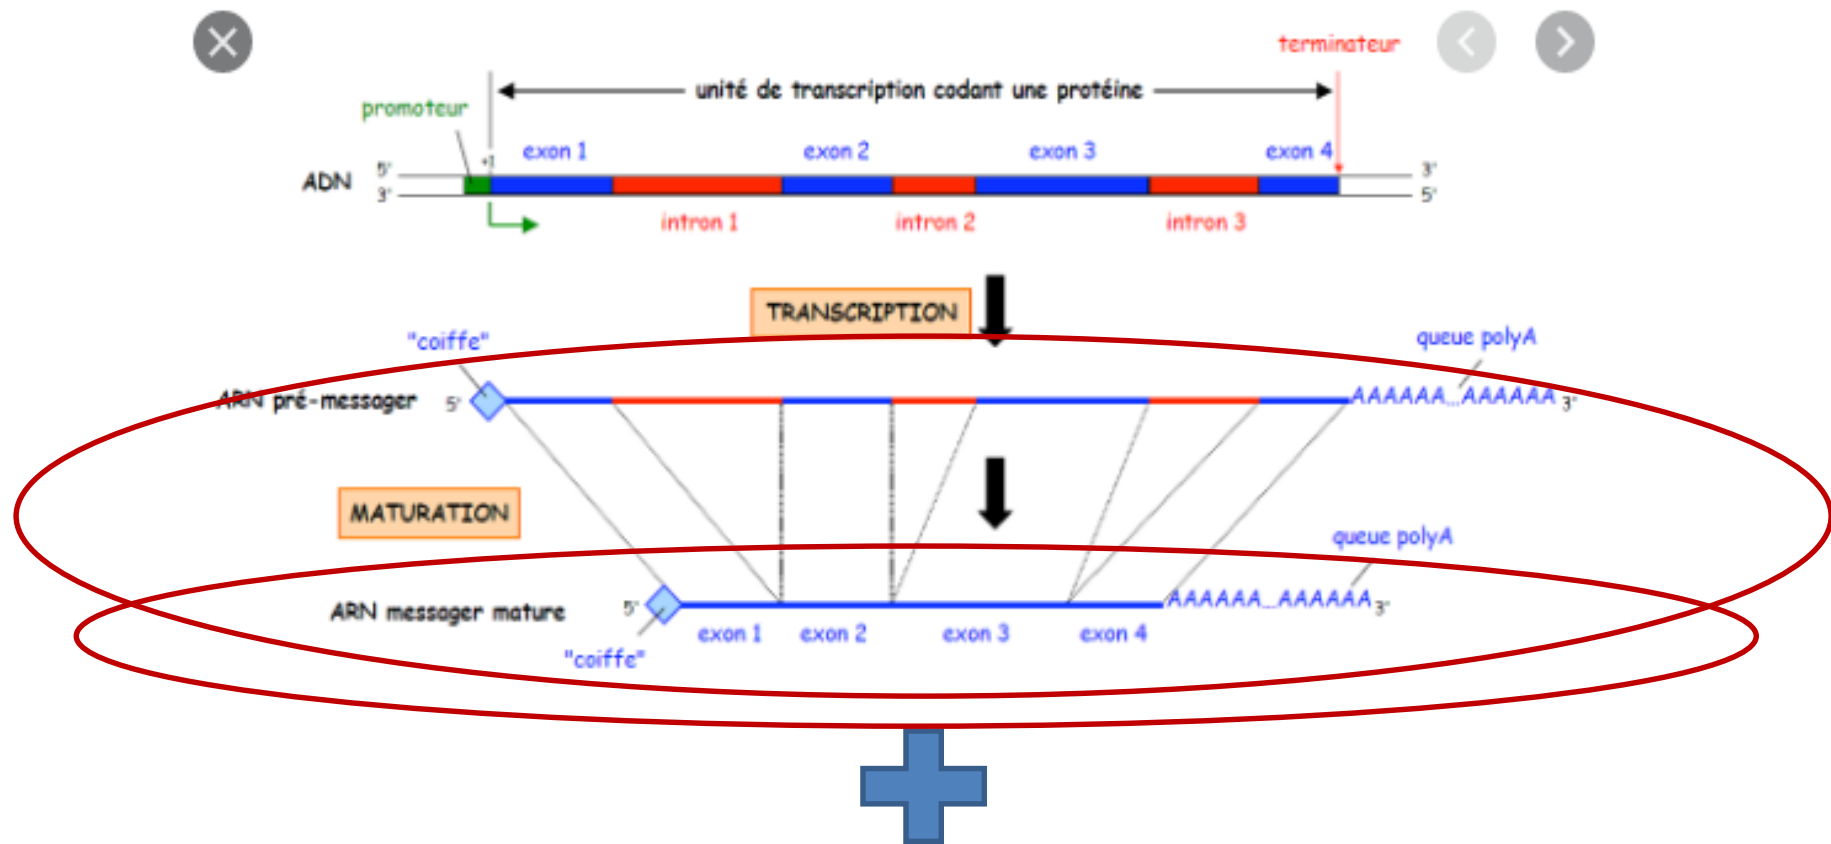 terminateur
unité de transcription codant une protéine
promoteur
+1
exon 1 exon 2 exon 3 exon 4
ADN 5' 3'
3' 5'
intron 1 intron 2 intron 3
TRANSCRIPTION
"coiffe" queue polyA
ARN pré-messager 5' AAAAAA...AAAAAA 3'
MATURATION
queue polyA
ARN messager mature 5' AAAAAA...AAAAAA 3'
exon 1 exon 2 exon 3 exon 4
"coiffe"